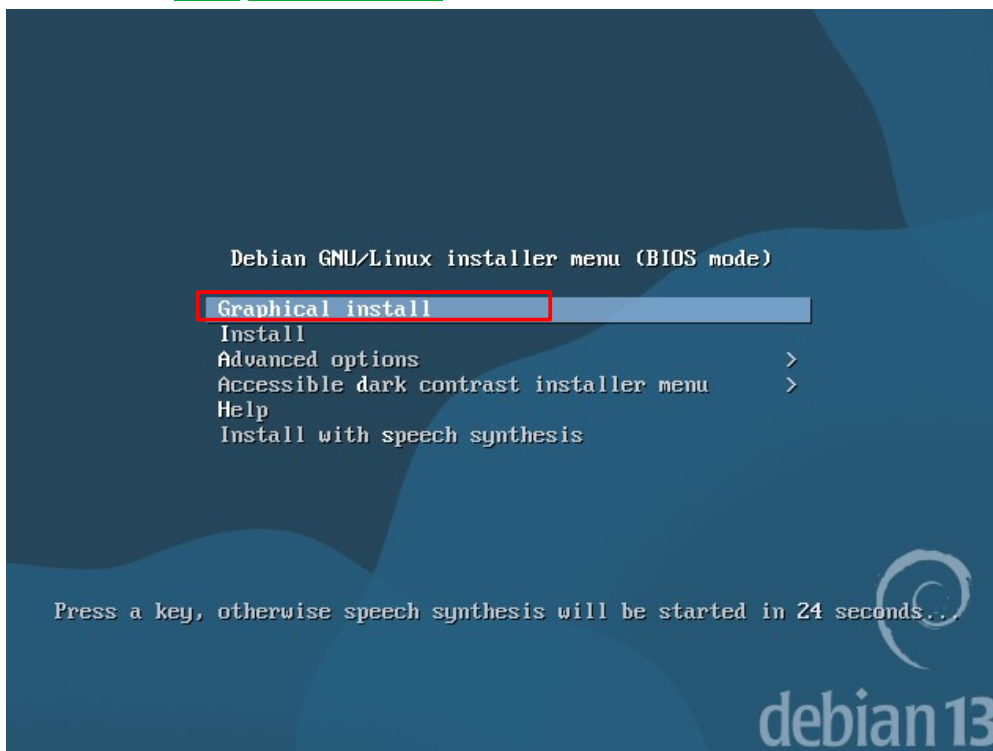 Debian GNU/Linux installer menu (BIOS mode)
Graphical install
Install
Advanced options >
Accessible dark contrast installer menu >
Help
Install with speech synthesis
Press a key, otherwise speech synthesis will be started in 24 seconds...
debian 13